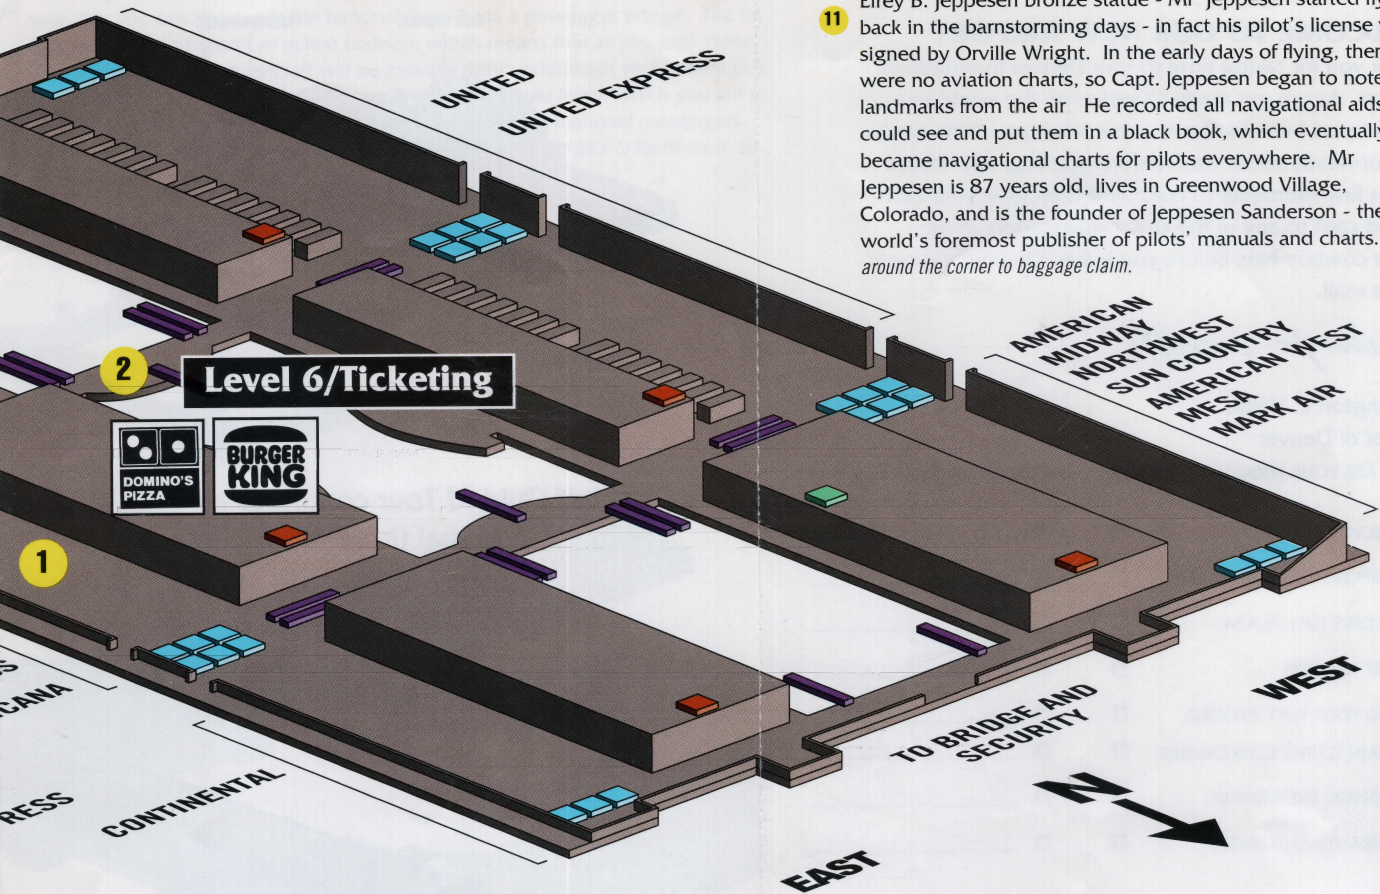 11
Elrey B. Jeppesen bronze statue - Mr Jeppesen started
back in the barnstorming days - in fact his pilot's license
signed by Orville Wright. In the early days of flying,
were no aviation charts, so Capt. Jeppesen began to note
landmarks from the air He recorded all navigational aids
could see and put them in a black book, which eventually
became navigational charts for pilots everywhere. Mr
Jeppesen is 87 years old, lives in Greenwood Village,
Colorado, and is the founder of Jeppesen Sanderson - the
world's foremost publisher of pilots' manuals and charts.
around the corner to baggage claim.
UNITED
UNITED EXPRESS
AMERICAN
MIDWAY
NORTHWEST
SUN COUNTRY
AMERICAN WEST
MESA
MARK AIR
2
Level 6/Ticketing
DOMINO'S
PIZZA
BURGER
KING
1
CONTINENTAL
TO BRIDGE AND
SECURITY
WEST
EAST
N